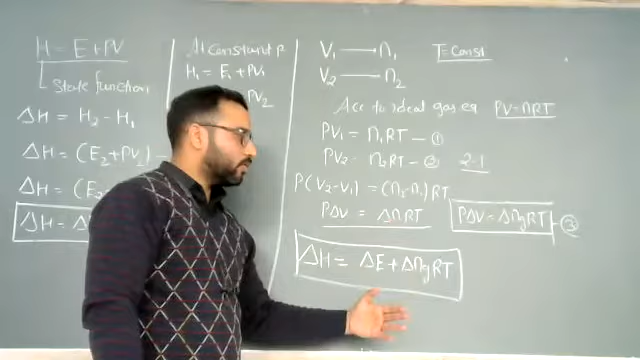 H = E + PV
State function
ΔH = H₂ - H₁
ΔH = (E₂+PV₂)
ΔH = (E₂
ΔH = Δ
At Constant P
H₁ = E₁ + PV₁
PV₂
V₁ — n₁
V₂ — n₂
T = Const
Acc to ideal gas eq PV=nRT
PV₁ = n₁RT — ①
PV₂ = n₂RT — ② 2-1
P(V₂-V₁) = (n₂-n₁)RT
PΔV = ΔnRT
PΔV = ΔngRT — ③
ΔH = ΔE + ΔngRT